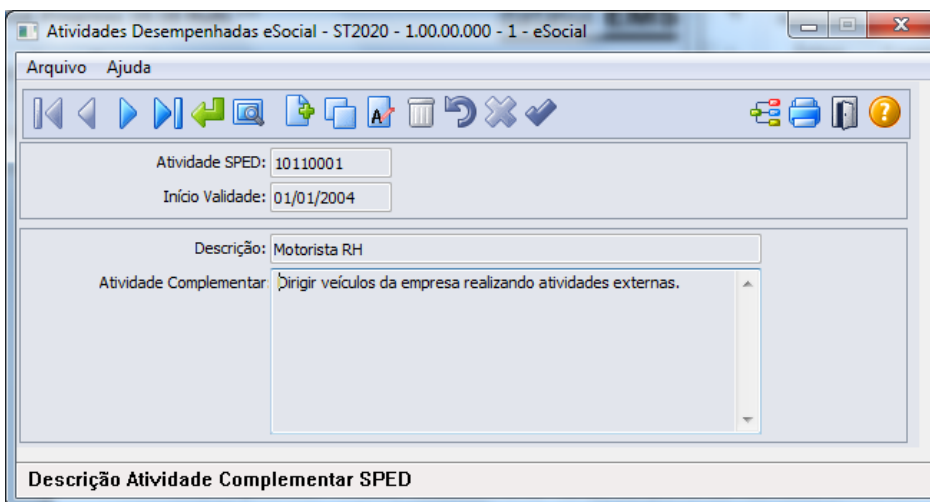 Atividades Desempenhadas eSocial - ST2020 - 1.00.00.000 - 1 - eSocial
Arquivo Ajuda
Atividade SPED: 10110001
Início Validade: 01/01/2004
Descrição: Motorista RH
Atividade Complementar Dirigir veículos da empresa realizando atividades externas.
Descrição Atividade Complementar SPED